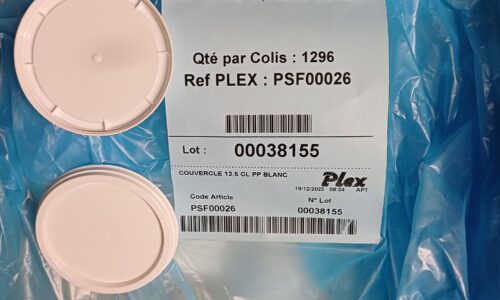 Qté par Colis : 1296
Ref PLEX : PSF00026
Lot : 00038155
COUVERCLE 12,5 CL PP BLANC
Plex
19/12/2023 08:04 APT
Code Article N° Lot
PSF00026 00038155